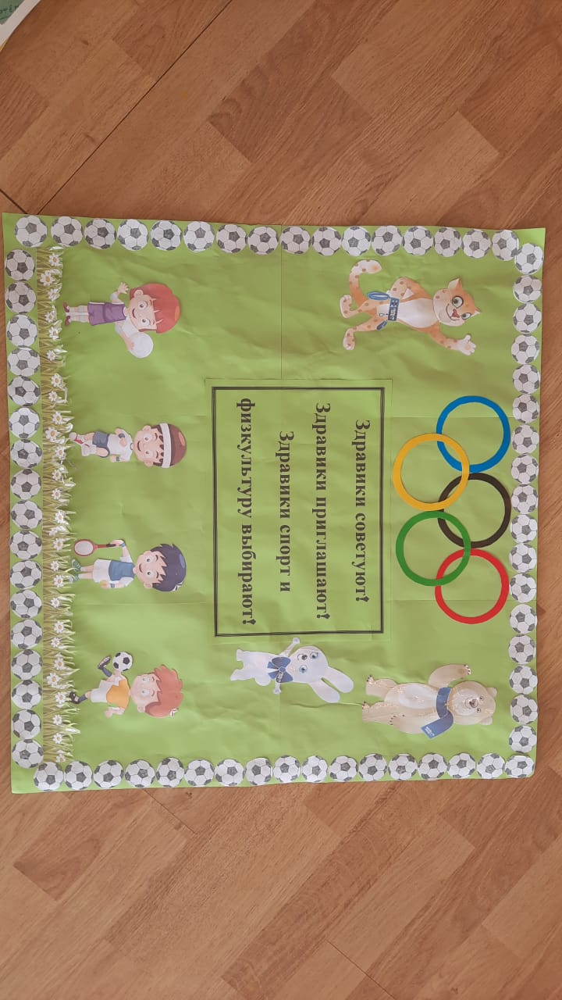 Здравики советуют!
Здравики приглашают!
Здравики спорт и
физкультуру выбирают!